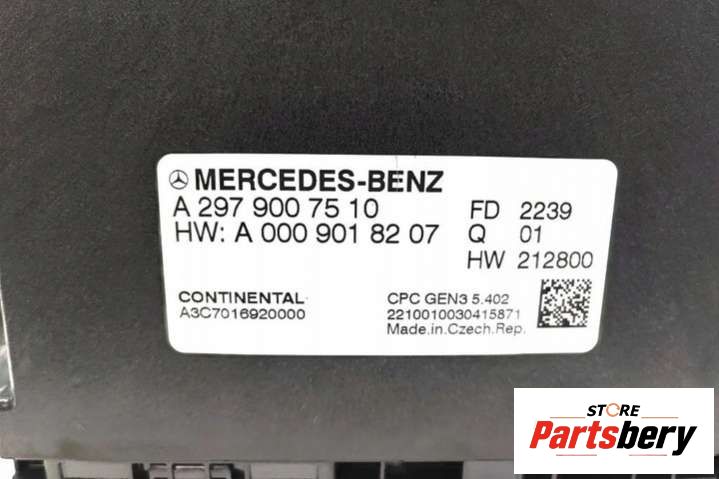 MERCEDES-BENZ
A 297 900 75 10
HW: A 000 901 82 07
FD 2239
Q 01
HW 212800
CONTINENTAL
A3C7016920000
CPC GEN3 5.402
2210010030415871
Made.in.Czech.Rep.
STORE
Partsbery